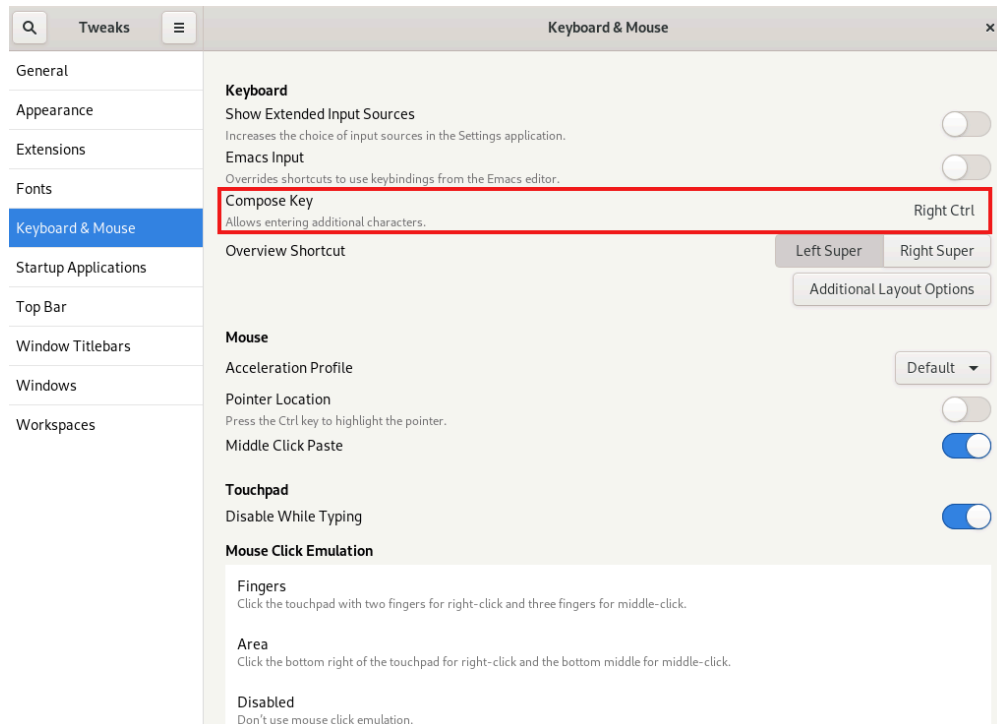 Tweaks
Keyboard & Mouse
General
Appearance
Extensions
Fonts
Keyboard & Mouse
Startup Applications
Top Bar
Window Titlebars
Windows
Workspaces
Keyboard
Show Extended Input Sources
Increases the choice of input sources in the Settings application.
Emacs Input
Overrides shortcuts to use keybindings from the Emacs editor.
Compose Key
Allows entering additional characters.
Right Ctrl
Overview Shortcut
Left Super
Right Super
Additional Layout Options
Mouse
Acceleration Profile
Default
Pointer Location
Press the Ctrl key to highlight the pointer.
Middle Click Paste
Touchpad
Disable While Typing
Mouse Click Emulation
Fingers
Click the touchpad with two fingers for right-click and three fingers for middle-click.
Area
Click the bottom right of the touchpad for right-click and the bottom middle for middle-click.
Disabled
Don't use mouse click emulation.